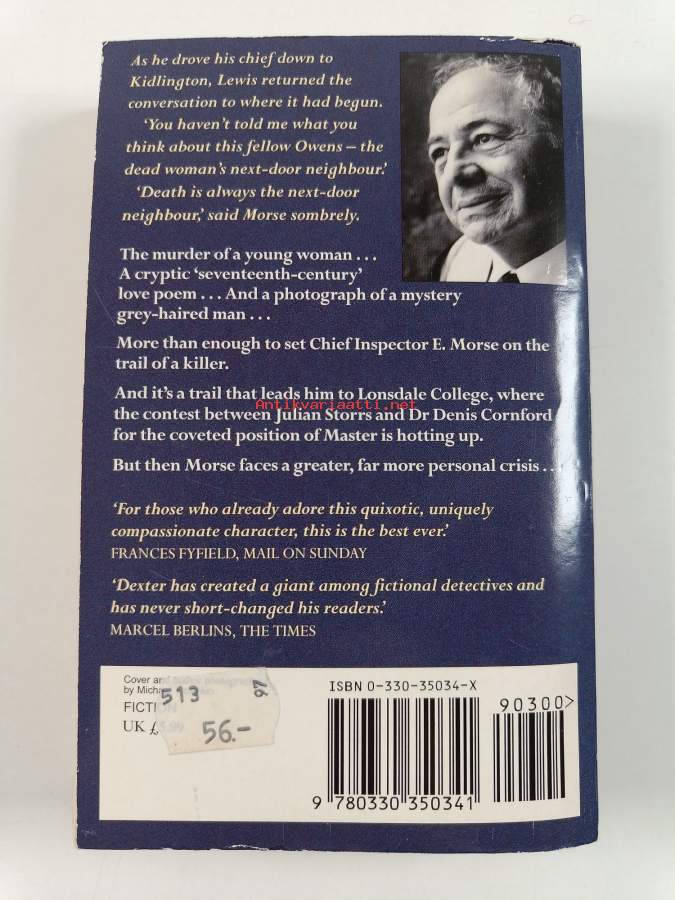 As he drove his chief down to
Kidlington, Lewis returned the
conversation to where it had begun.
‘You haven’t told me what you
think about this fellow Owens – the
dead woman’s next-door neighbour.’
‘Death is always the next-door
neighbour,’ said Morse sombrely.
The murder of a young woman . . .
A cryptic ‘seventeenth-century’
love poem . . . And a photograph of a mystery
grey-haired man . . .
More than enough to set Chief Inspector E. Morse on the
trail of a killer.
And it’s a trail that leads him to Lonsdale College, where
Antikvariaatti.net
the contest between Julian Storrs and Dr Denis Cornford
for the coveted position of Master is hotting up.
But then Morse faces a greater, far more personal crisis . . .
‘For those who already adore this quixotic, uniquely
compassionate character, this is the best ever.’
FRANCES FYFIELD, MAIL ON SUNDAY
‘Dexter has created a giant among fictional detectives and
has never short-changed his readers.’
MARCEL BERLINS, THE TIMES
Cover and author photograph
by
FICTION
UK £5.99
513
97
56.-
ISBN 0-330-35034-X
90300>
9 780330 350341